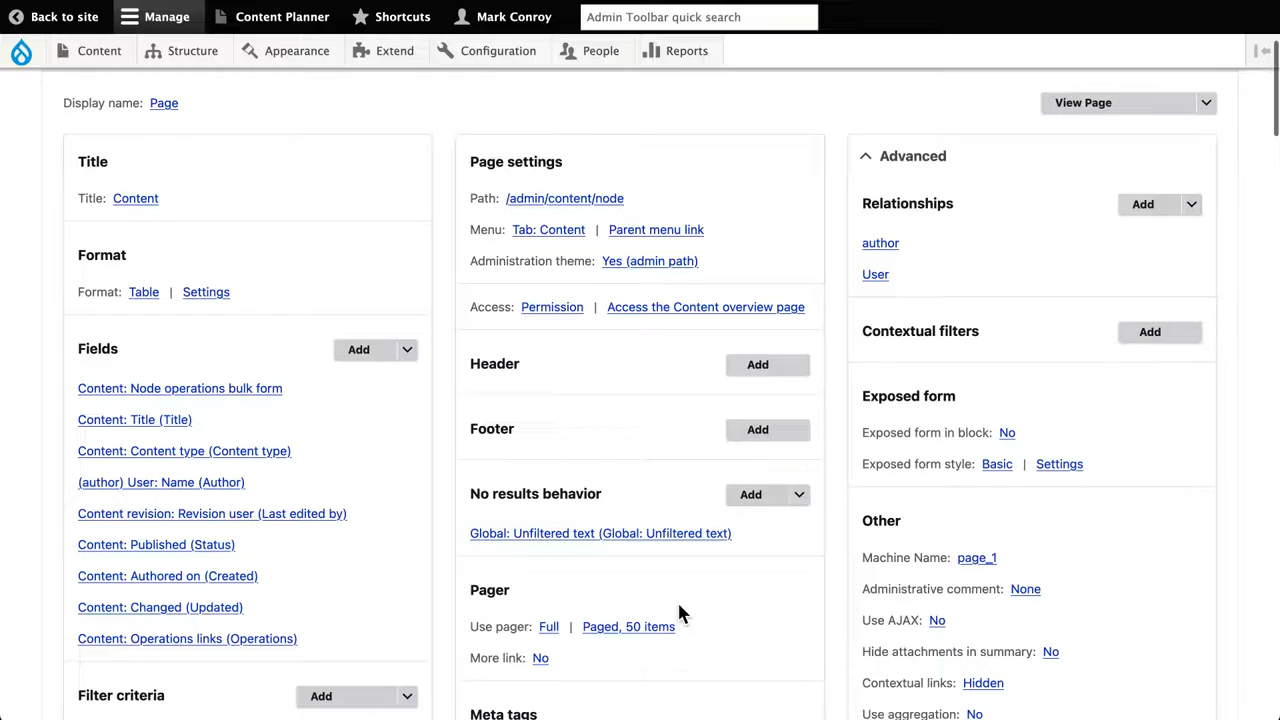 Back to site Manage Content Planner Shortcuts Mark Conroy Admin Toolbar quick search
Content Structure Appearance Extend Configuration People Reports
Display name: Page
View Page
Title
Title: Content
Format
Format: Table | Settings
Fields Add
Content: Node operations bulk form
Content: Title (Title)
Content: Content type (Content type)
(author) User: Name (Author)
Content revision: Revision user (Last edited by)
Content: Published (Status)
Content: Authored on (Created)
Content: Changed (Updated)
Content: Operations links (Operations)
Filter criteria Add
Page settings
Path: /admin/content/node
Menu: Tab: Content | Parent menu link
Administration theme: Yes (admin path)
Access: Permission | Access the Content overview page
Header Add
Footer Add
No results behavior Add
Global: Unfiltered text (Global: Unfiltered text)
Pager
Use pager: Full | Paged, 50 items
More link: No
Meta tags
Advanced
Relationships Add
author
User
Contextual filters Add
Exposed form
Exposed form in block: No
Exposed form style: Basic | Settings
Other
Machine Name: page_1
Administrative comment: None
Use AJAX: No
Hide attachments in summary: No
Contextual links: Hidden
Use aggregation: No